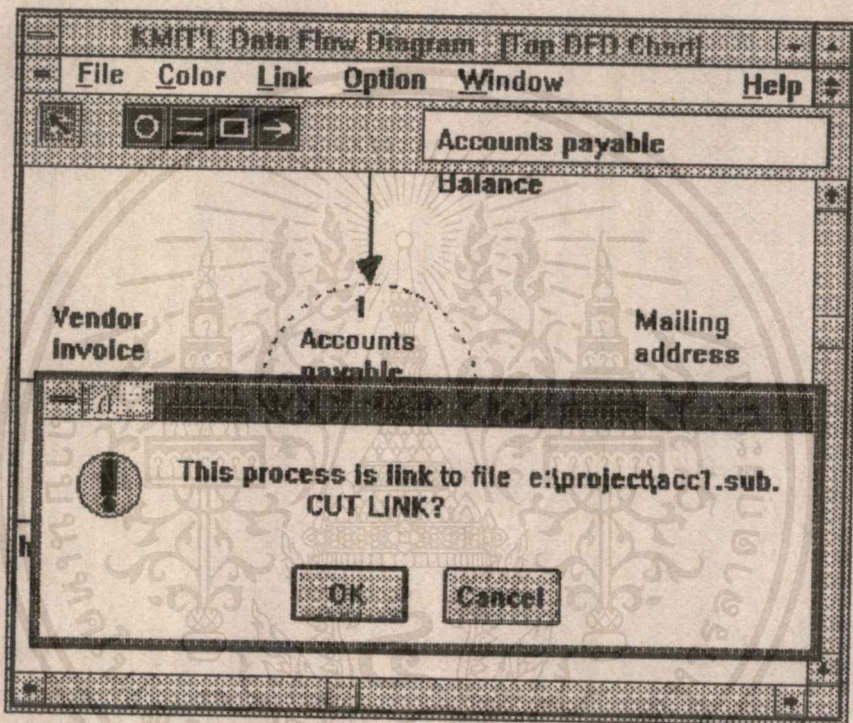 KMIT'L Data Flow Diagram - [Top DFD Chart]
File Color Link Option Window Help
Accounts payable
Balance
Vendor
invoice
1
Accounts
payable
Mailing
address
This process is link to file e:\project\acc1.sub.
CUT LINK?
OK Cancel